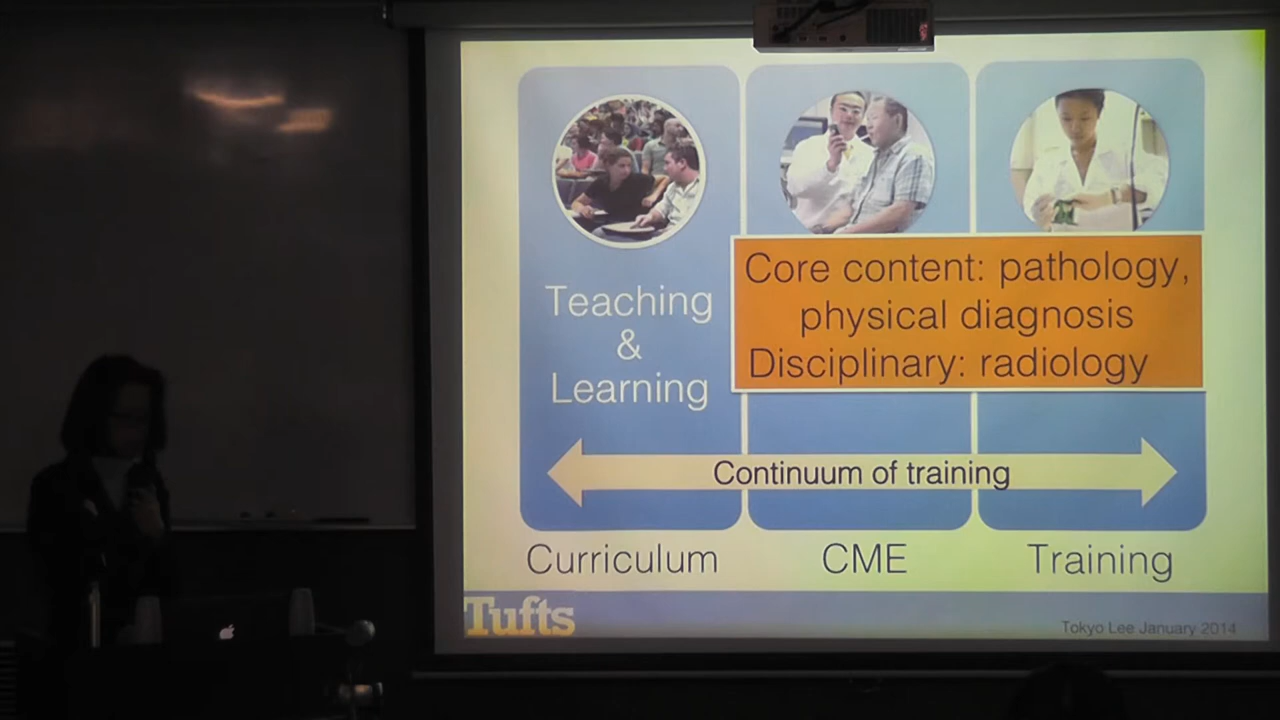 Teaching
&
Learning
Core content: pathology,
physical diagnosis
Disciplinary: radiology
Continuum of training
Curriculum
CME
Training
Tufts
Tokyo Lee January 2014